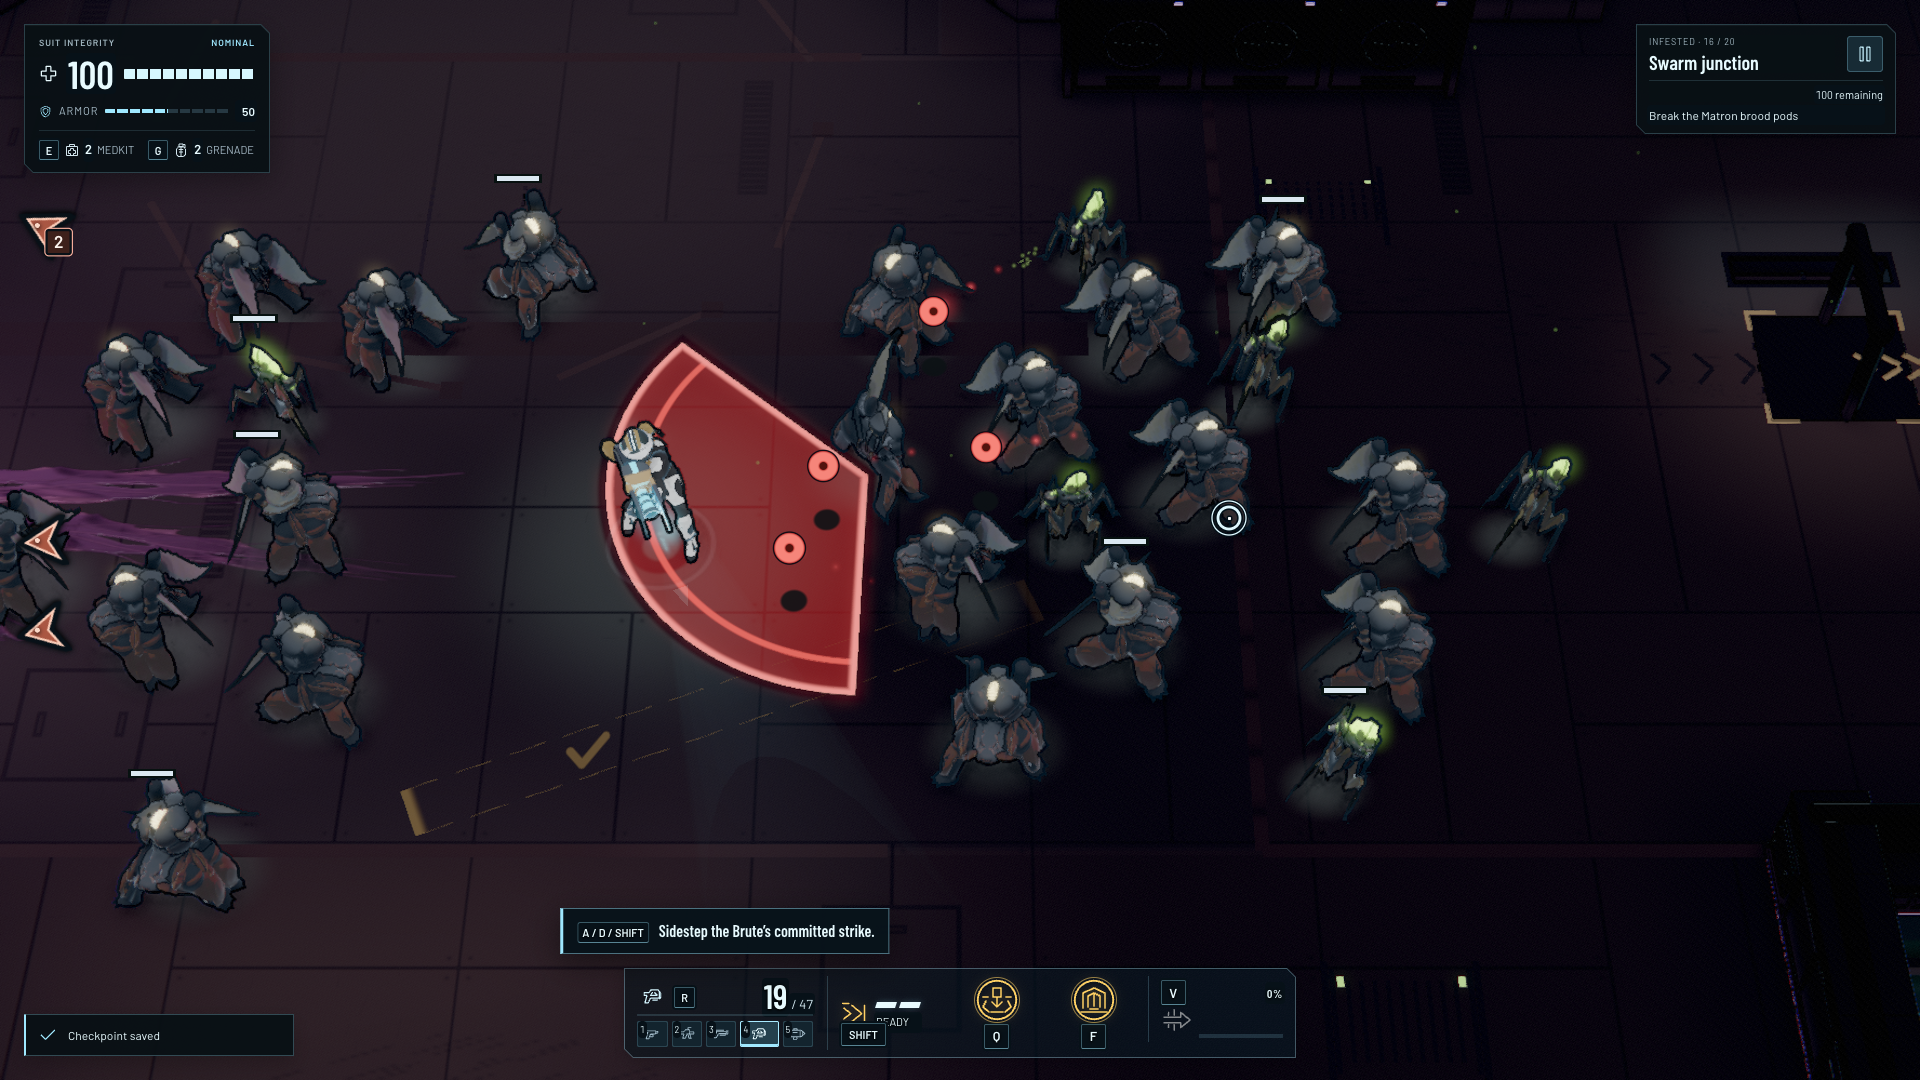 SUIT INTEGRITY NOMINAL
100
ARMOR 50
E 2 MEDKIT G 2 GRENADE
INFESTED · 16 / 20
Swarm junction
100 remaining
Break the Matron brood pods
2
A / D / SHIFT Sidestep the Brute's committed strike.
R 19 / 47
1 2 3 4 5
READY
SHIFT
Q
F
V 0%
Checkpoint saved